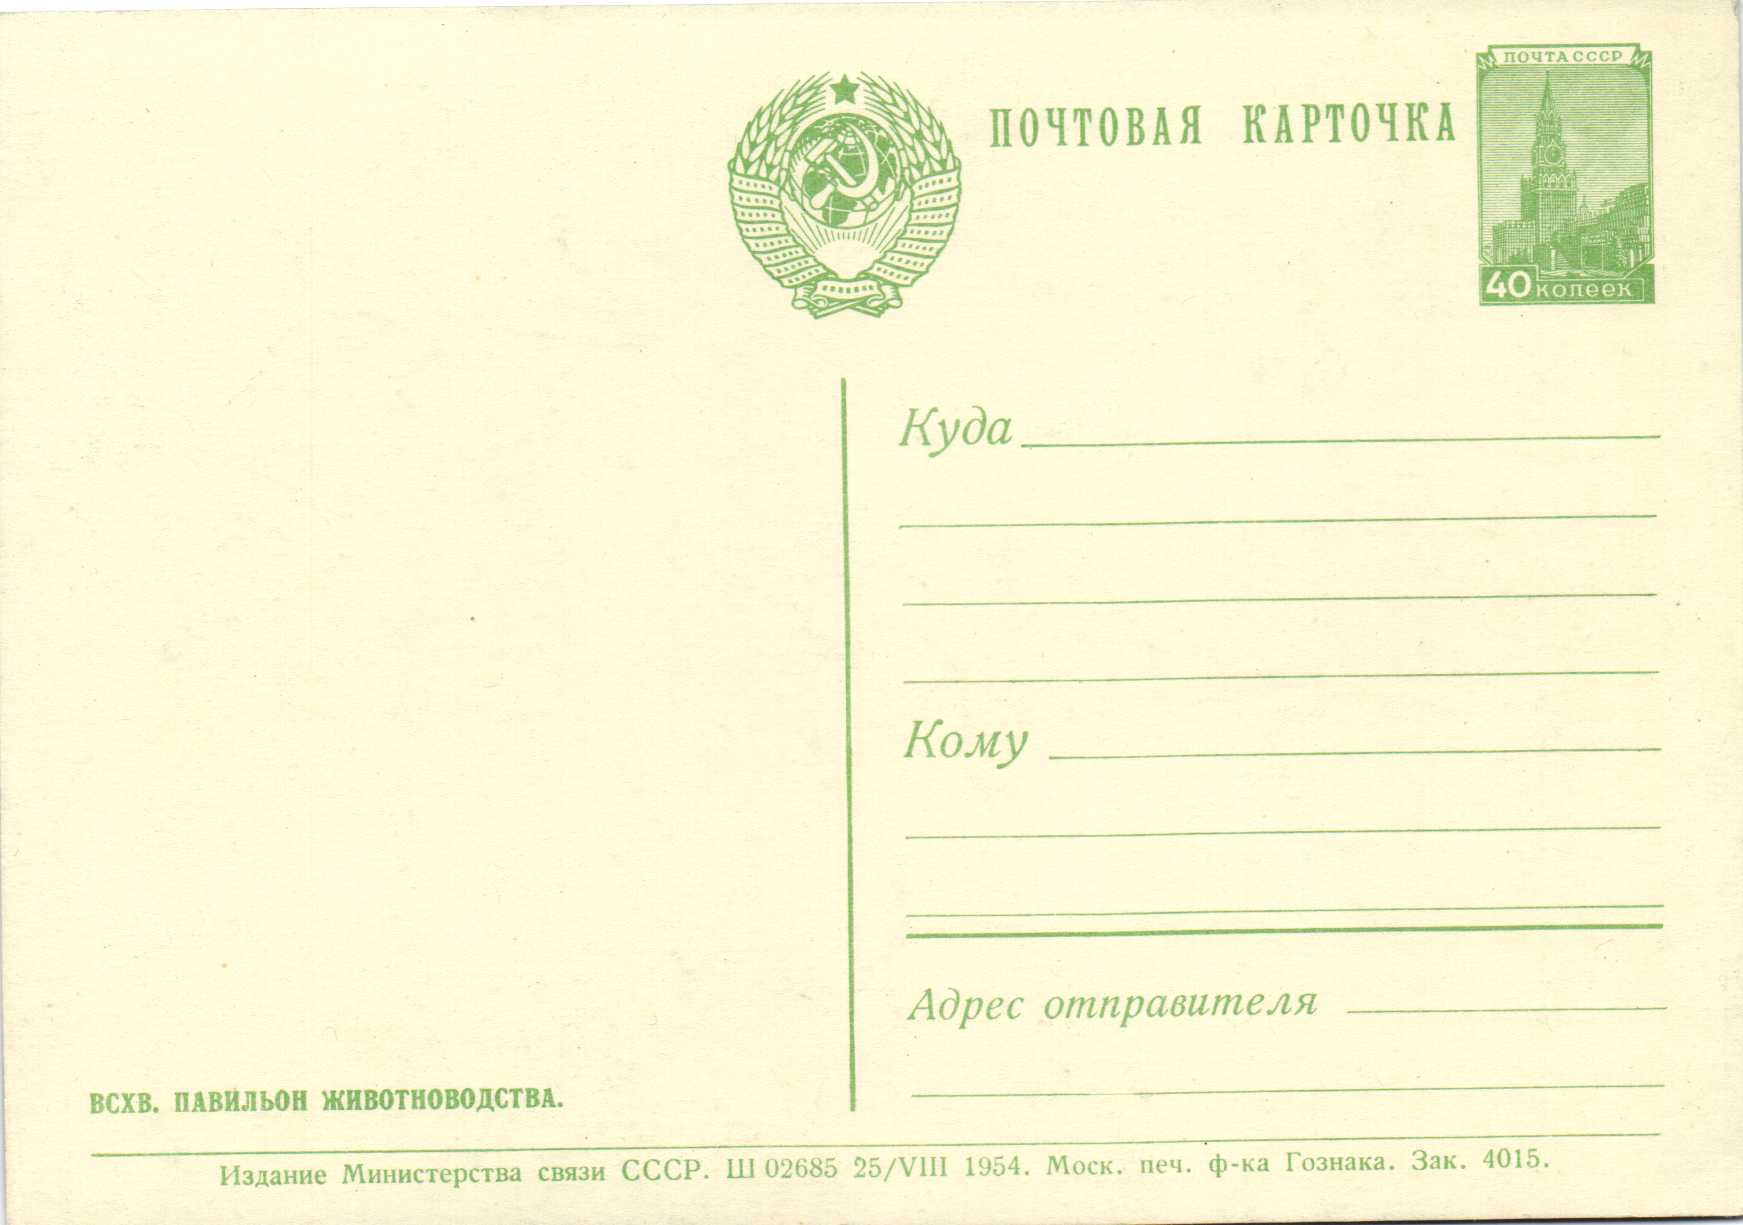 ПОЧТА СССР
ПОЧТОВАЯ КАРТОЧКА
40 КОПЕЕК
Куда
Кому
Адрес отправителя
ВСХВ. ПАВИЛЬОН ЖИВОТНОВОДСТВА.
Издание Министерства связи СССР. Ш 02685 25/VIII 1954. Моск. печ. ф-ка Гознака. Зак. 4015.